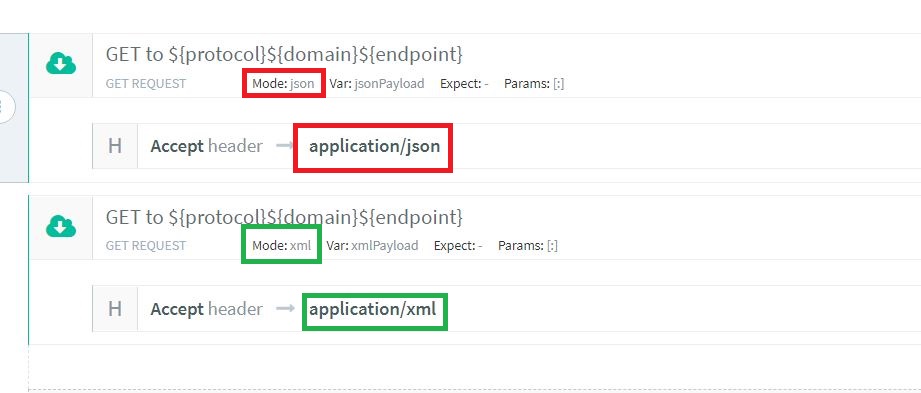 GET to ${protocol}${domain}${endpoint}
GET REQUEST Mode: json Var: jsonPayload Expect: - Params: [:]
H Accept header → application/json
GET to ${protocol}${domain}${endpoint}
GET REQUEST Mode: xml Var: xmlPayload Expect: - Params: [:]
H Accept header → application/xml